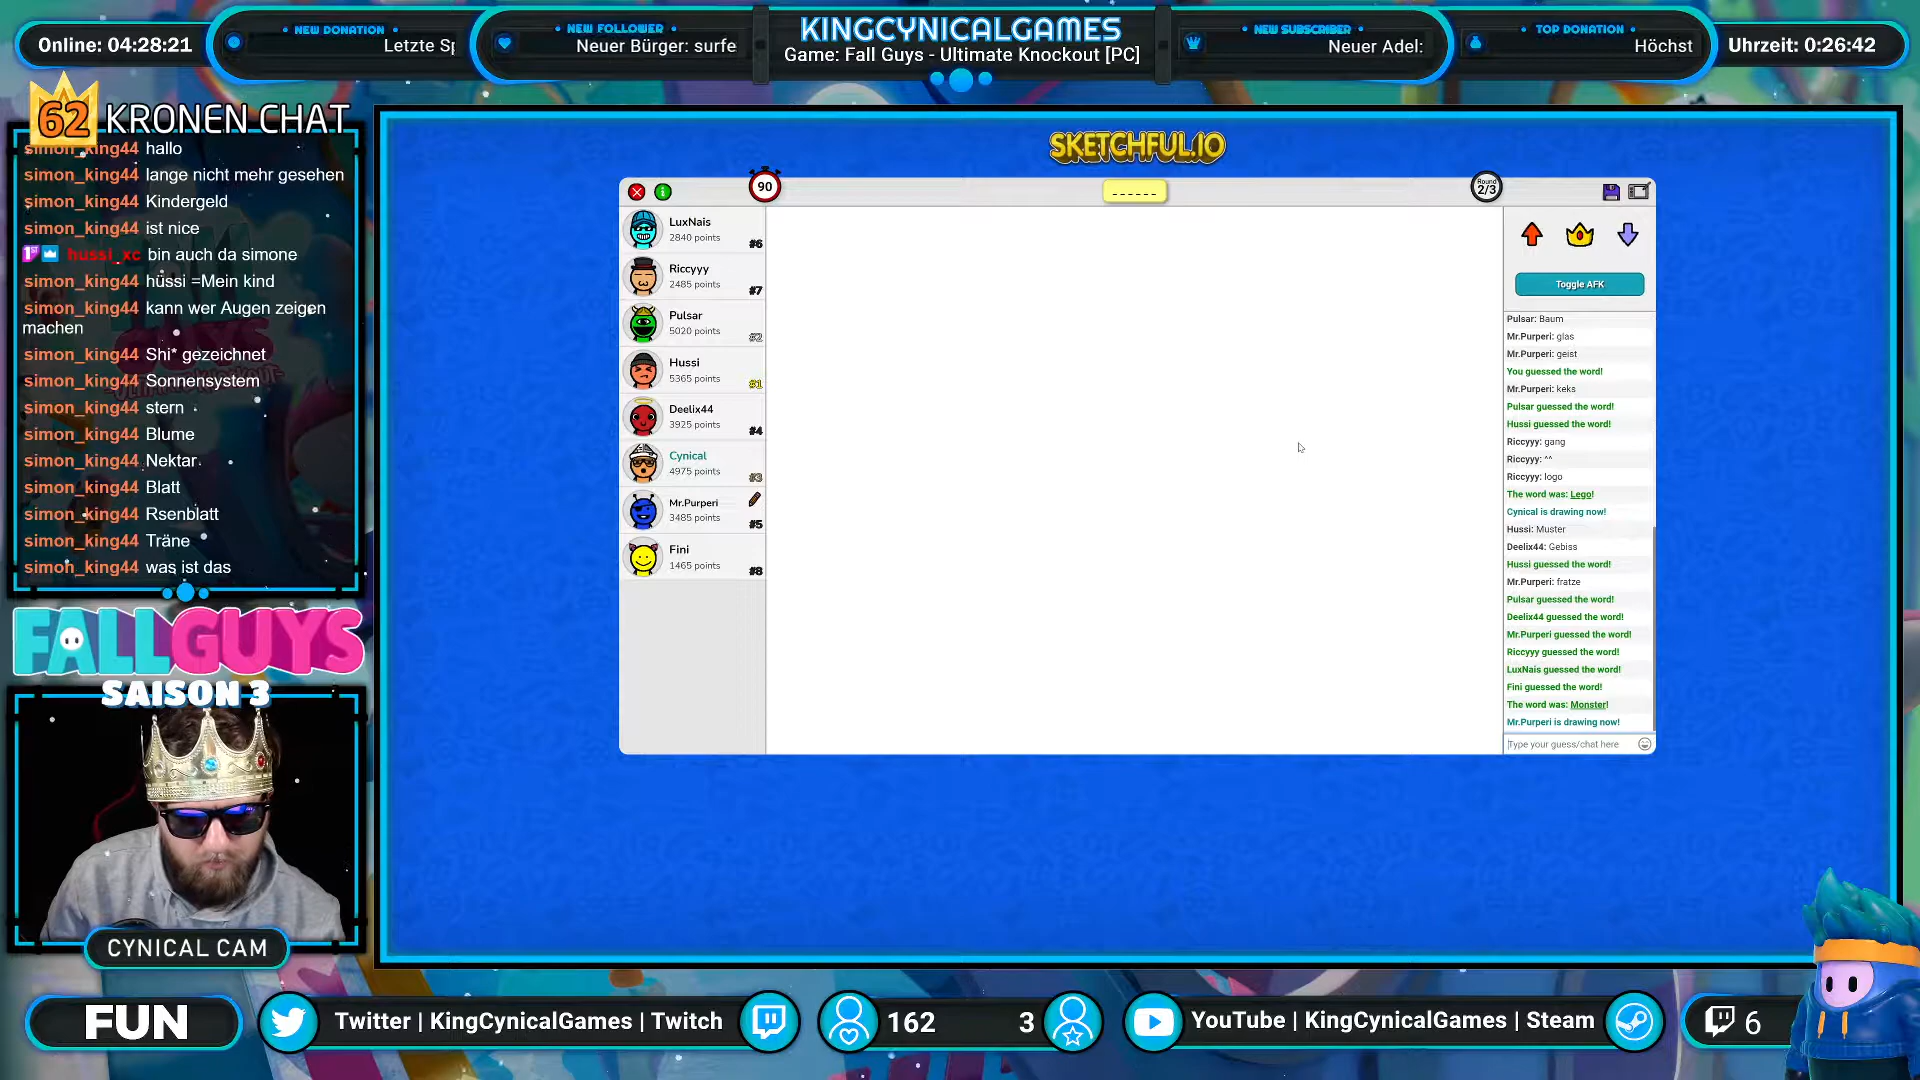 Online: 04:28:21
NEW DONATION
Letzte Sp
NEW FOLLOWER
Neuer Bürger: surfe
KINGCYNICALGAMES
Game: Fall Guys - Ultimate Knockout [PC]
NEW SUBSCRIBER
Neuer Adel:
TOP DONATION
Höchst
Uhrzeit: 0:26:42
62 KRONEN CHAT
simon_king44 hallo
simon_king44 lange nicht mehr gesehen
simon_king44 Kindergeld
simon_king44 ist nice
hussi_xc bin auch da simone
simon_king44 hüssi =Mein kind
simon_king44 kann wer Augen zeigen
machen
simon_king44 Shi* gezeichnet
simon_king44 Sonnensystem
simon_king44 stern
simon_king44 Blume
simon_king44 Nektar
simon_king44 Blatt
simon_king44 Rsenblatt
simon_king44 Träne
simon_king44 was ist das
FALL GUYS
SAISON 3
CYNICAL CAM
SKETCHFUL.IO
90
_ _ _ _ _ _
Round
2/3
LuxNais
2840 points
#6
Riccyyy
2485 points
#7
Pulsar
5020 points
#2
Hussi
5365 points
#1
Deelix44
3925 points
#4
Cynical
4975 points
#3
Mr.Purperi
3485 points
#5
Fini
1465 points
#8
Toggle AFK
Pulsar: Baum
Mr.Purperi: glas
Mr.Purperi: geist
You guessed the word!
Mr.Purperi: keks
Pulsar guessed the word!
Hussi guessed the word!
Riccyyy: gang
Riccyyy: ^^
Riccyyy: logo
The word was: Lego!
Cynical is drawing now!
Hussi: Muster
Deelix44: Gebiss
Hussi guessed the word!
Mr.Purperi: fratze
Pulsar guessed the word!
Deelix44 guessed the word!
Mr.Purperi guessed the word!
Riccyyy guessed the word!
LuxNais guessed the word!
Fini guessed the word!
The word was: Monster!
Mr.Purperi is drawing now!
Type your guess/chat here
FUN
Twitter | KingCynicalGames | Twitch
162
3
YouTube | KingCynicalGames | Steam
6